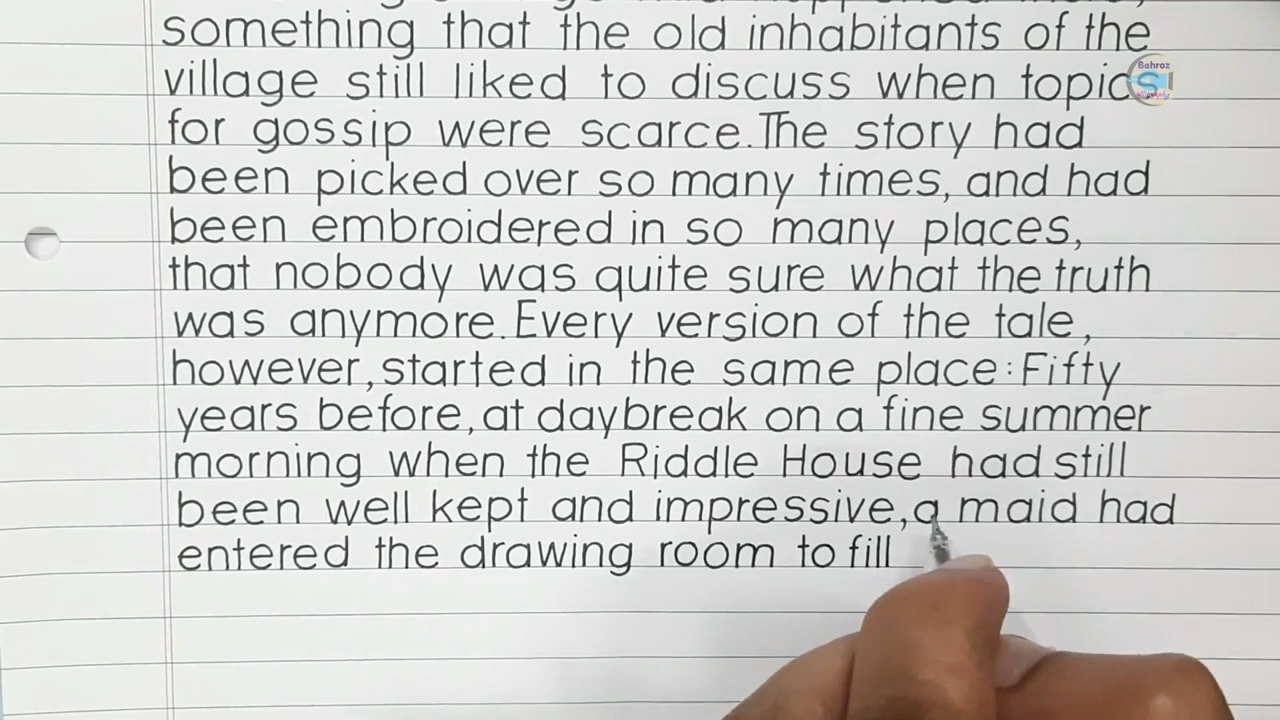 something that the old inhabitants of the
village still liked to discuss when topics
for gossip were scarce. The story had
been picked over so many times, and had
been embroidered in so many places,
that nobody was quite sure what the truth
was anymore. Every version of the tale,
however, started in the same place: Fifty
years before, at daybreak on a fine summer
morning when the Riddle House had still
been well kept and impressive, a maid had
entered the drawing room to fill
Behroz